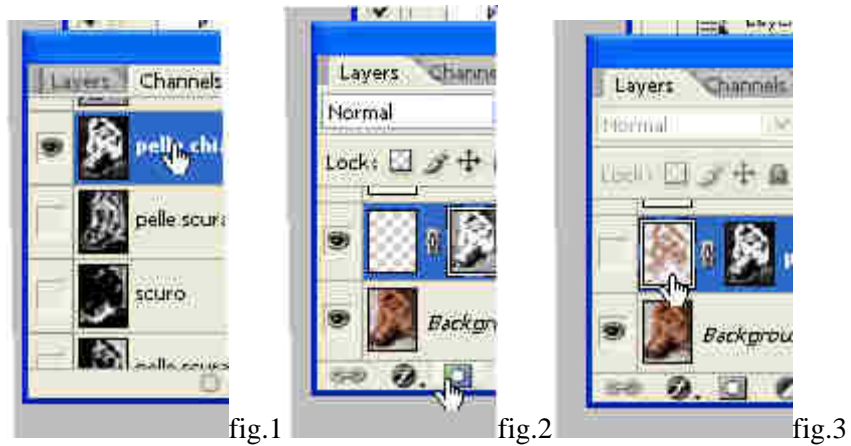 Layers Channels
pelle chi
pelle scura
scuro
pelle scura
fig.1
Layers Channe
Normal
Lock:
Backgr
fig.2
Layers Channels
Normal
Lock:
p
Backgrou
fig.3